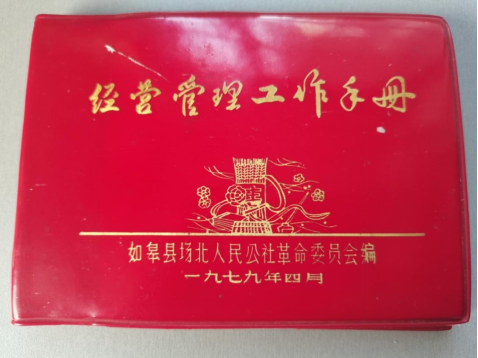 经营管理工作手册
如皋县场北人民公社革命委员会编
一九七九年四月